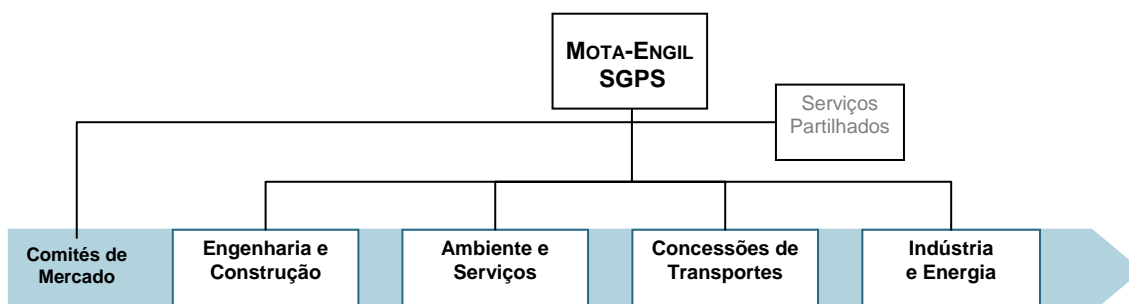 MOTA-ENGIL
SGPS
Serviços
Partilhados
Comités de
Mercado
Engenharia e
Construção
Ambiente e
Serviços
Concessões de
Transportes
Indústria
e Energia